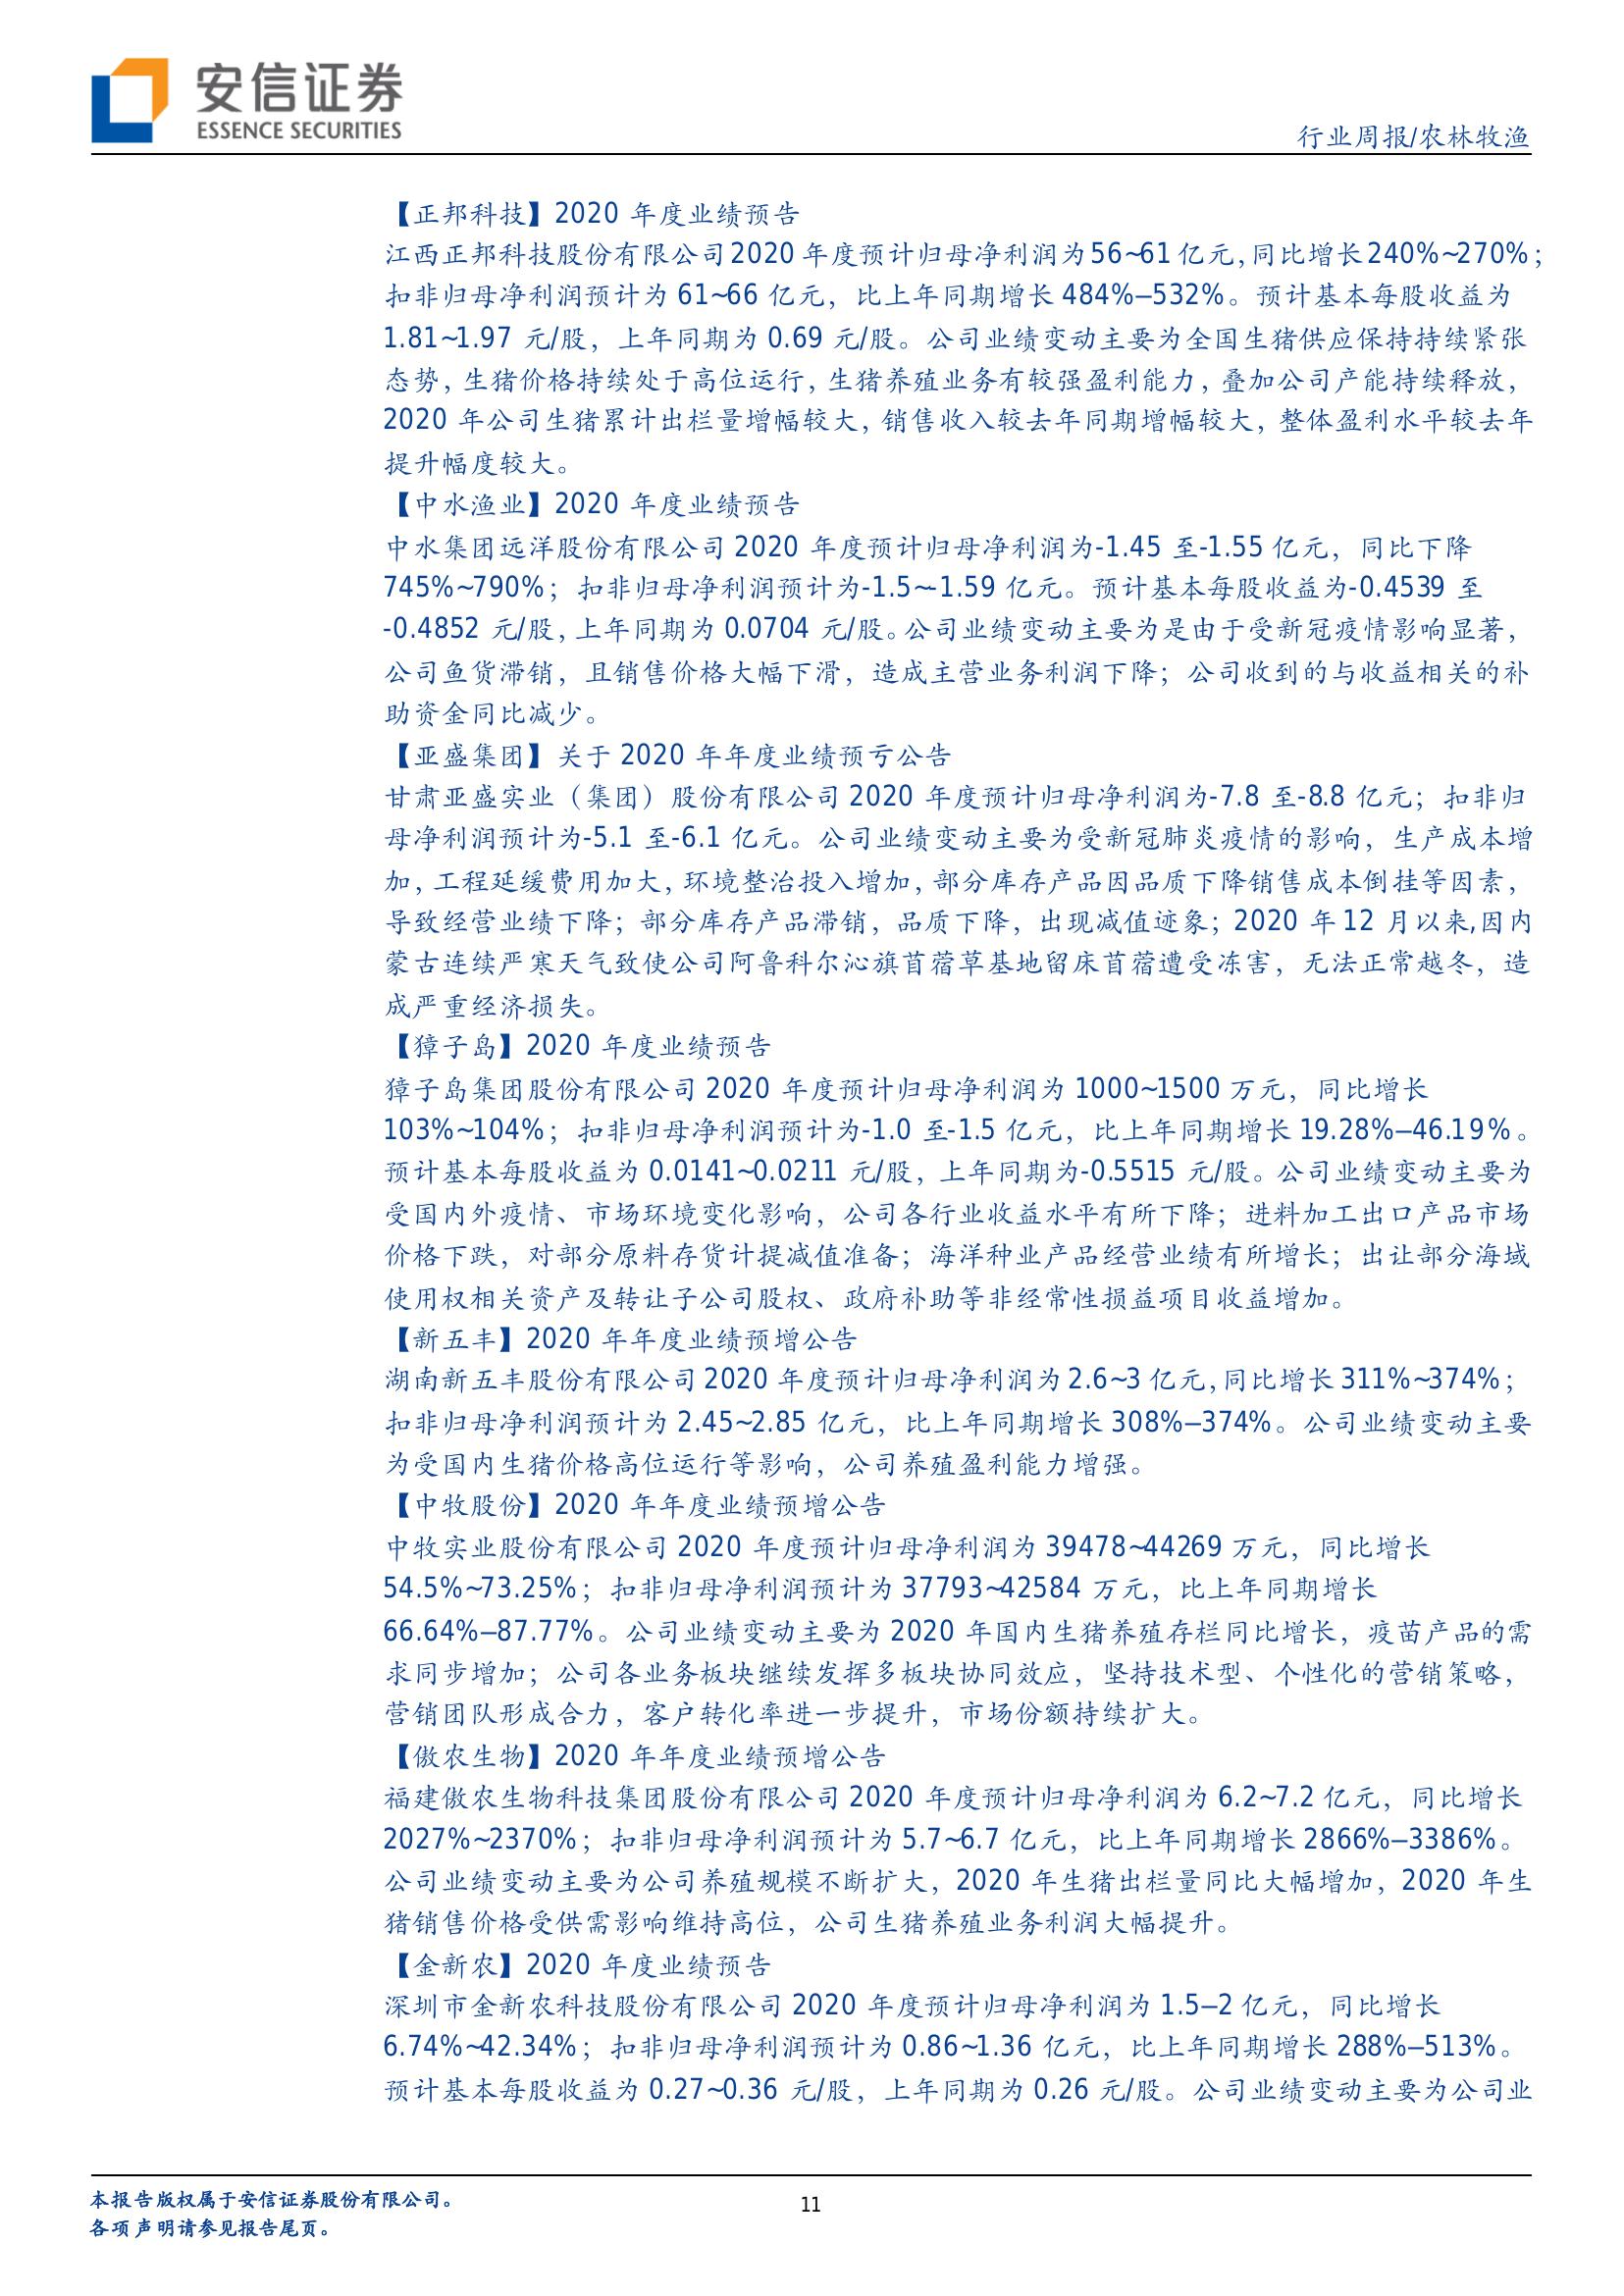 安信证券
ESSENCE SECURITIES
行业周报/农林牧渔
【正邦科技】2020 年度业绩预告
江西正邦科技股份有限公司 2020 年度预计归母净利润为 56~61 亿元，同比增长 240%~270%；
扣非归母净利润预计为 61~66 亿元，比上年同期增长 484%–532%。预计基本每股收益为
1.81~1.97 元/股，上年同期为 0.69 元/股。公司业绩变动主要为全国生猪供应保持持续紧张
态势，生猪价格持续处于高位运行，生猪养殖业务有较强盈利能力，叠加公司产能持续释放，
2020 年公司生猪累计出栏量增幅较大，销售收入较去年同期增幅较大，整体盈利水平较去年
提升幅度较大。
【中水渔业】2020 年度业绩预告
中水集团远洋股份有限公司 2020 年度预计归母净利润为-1.45 至-1.55 亿元，同比下降
745%~790%；扣非归母净利润预计为-1.5~-1.59 亿元。预计基本每股收益为-0.4539 至
-0.4852 元/股，上年同期为 0.0704 元/股。公司业绩变动主要为是由于受新冠疫情影响显著，
公司鱼货滞销，且销售价格大幅下滑，造成主营业务利润下降；公司收到的与收益相关的补
助资金同比减少。
【亚盛集团】关于 2020 年年度业绩预亏公告
甘肃亚盛实业（集团）股份有限公司 2020 年度预计归母净利润为-7.8 至-8.8 亿元；扣非归
母净利润预计为-5.1 至-6.1 亿元。公司业绩变动主要为受新冠肺炎疫情的影响，生产成本增
加，工程延缓费用加大，环境整治投入增加，部分库存产品因品质下降销售成本倒挂等因素，
导致经营业绩下降；部分库存产品滞销，品质下降，出现减值迹象；2020 年 12 月以来,因内
蒙古连续严寒天气致使公司阿鲁科尔沁旗苜蓿草基地留床苜蓿遭受冻害，无法正常越冬，造
成严重经济损失。
【獐子岛】2020 年度业绩预告
獐子岛集团股份有限公司 2020 年度预计归母净利润为 1000~1500 万元，同比增长
103%~104%；扣非归母净利润预计为-1.0 至-1.5 亿元，比上年同期增长 19.28%–46.19%。
预计基本每股收益为 0.0141~0.0211 元/股，上年同期为-0.5515 元/股。公司业绩变动主要为
受国内外疫情、市场环境变化影响，公司各行业收益水平有所下降；进料加工出口产品市场
价格下跌，对部分原料存货计提减值准备；海洋种业产品经营业绩有所增长；出让部分海域
使用权相关资产及转让子公司股权、政府补助等非经常性损益项目收益增加。
【新五丰】2020 年年度业绩预增公告
湖南新五丰股份有限公司 2020 年度预计归母净利润为 2.6~3 亿元，同比增长 311%~374%；
扣非归母净利润预计为 2.45~2.85 亿元，比上年同期增长 308%–374%。公司业绩变动主要
为受国内生猪价格高位运行等影响，公司养殖盈利能力增强。
【中牧股份】2020 年年度业绩预增公告
中牧实业股份有限公司 2020 年度预计归母净利润为 39478~44269 万元，同比增长
54.5%~73.25%；扣非归母净利润预计为 37793~42584 万元，比上年同期增长
66.64%–87.77%。公司业绩变动主要为 2020 年国内生猪养殖存栏同比增长，疫苗产品的需
求同步增加；公司各业务板块继续发挥多板块协同效应，坚持技术型、个性化的营销策略，
营销团队形成合力，客户转化率进一步提升，市场份额持续扩大。
【傲农生物】2020 年年度业绩预增公告
福建傲农生物科技集团股份有限公司 2020 年度预计归母净利润为 6.2~7.2 亿元，同比增长
2027%~2370%；扣非归母净利润预计为 5.7~6.7 亿元，比上年同期增长 2866%–3386%。
公司业绩变动主要为公司养殖规模不断扩大，2020 年生猪出栏量同比大幅增加，2020 年生
猪销售价格受供需影响维持高位，公司生猪养殖业务利润大幅提升。
【金新农】2020 年度业绩预告
深圳市金新农科技股份有限公司 2020 年度预计归母净利润为 1.5–2 亿元，同比增长
6.74%~42.34%；扣非归母净利润预计为 0.86~1.36 亿元，比上年同期增长 288%–513%。
预计基本每股收益为 0.27~0.36 元/股，上年同期为 0.26 元/股。公司业绩变动主要为公司业
本报告版权属于安信证券股份有限公司。
11
各项声明请参见报告尾页。